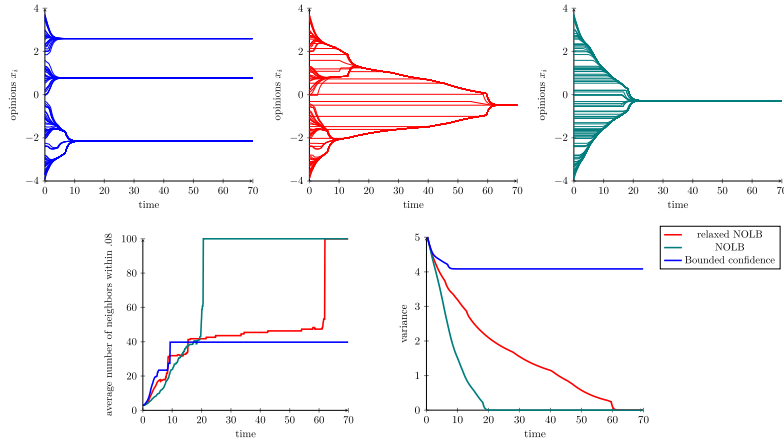 4
2
0
−2
−4
opinions x_i
0 10 20 30 40 50 60 70
time
4
2
0
−2
−4
opinions x_i
0 10 20 30 40 50 60 70
time
4
2
0
−2
−4
opinions x_i
0 10 20 30 40 50 60 70
time
100
80
60
40
20
0
average number of neighbors within .08
0 10 20 30 40 50 60 70
time
5
4
3
2
1
0
variance
0 10 20 30 40 50 60 70
time
relaxed NOLB
NOLB
Bounded confidence